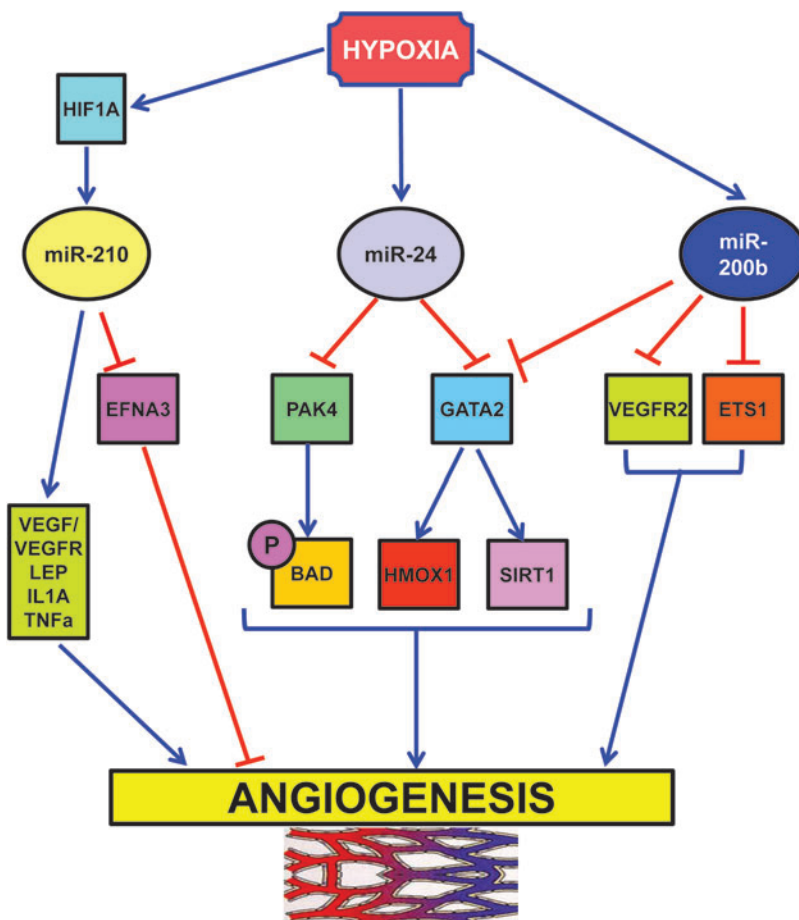 HYPOXIA
HIF1A
miR-210
miR-24
miR-
200b
EFNA3
PAK4
GATA2
VEGFR2
ETS1
VEGF/
VEGFR
LEP
IL1A
TNFa
P
BAD
HMOX1
SIRT1
ANGIOGENESIS